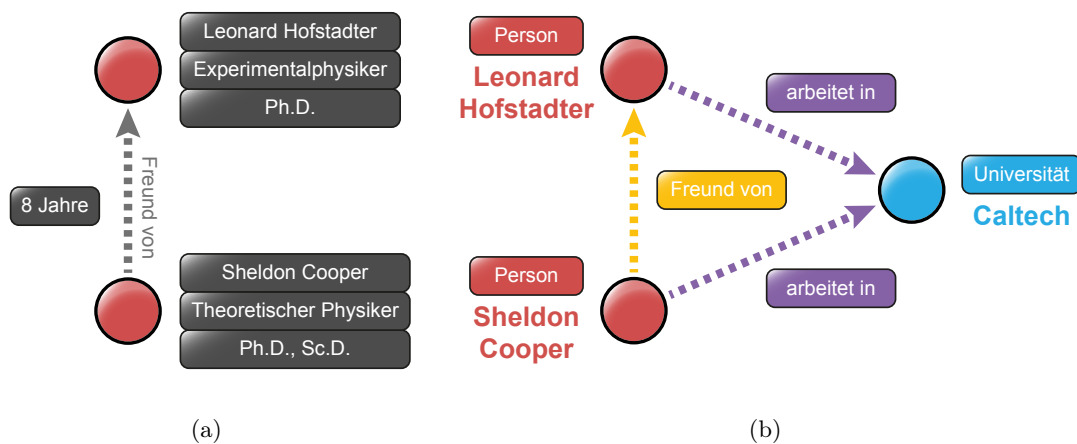 Leonard Hofstadter
Experimentalphysiker
Ph.D.
Freund von
8 Jahre
Sheldon Cooper
Theoretischer Physiker
Ph.D., Sc.D.
(a)
Person
Leonard
Hofstadter
arbeitet in
Freund von
Universität
Caltech
Person
Sheldon
Cooper
arbeitet in
(b)